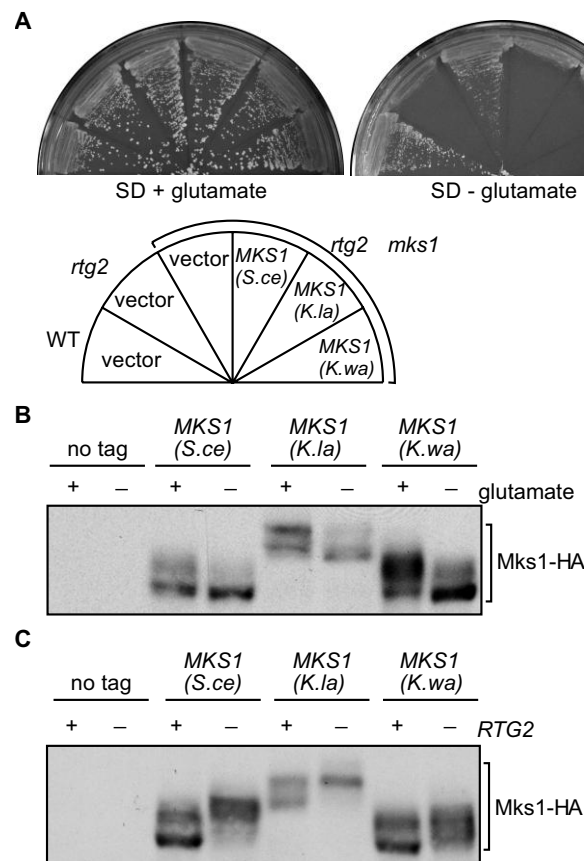 A
SD + glutamate
SD - glutamate
rtg2
rtg2 mks1
WT
vector
vector
vector
MKS1
(S.ce)
MKS1
(K.la)
MKS1
(K.wa)
B
no tag
MKS1
(S.ce)
MKS1
(K.la)
MKS1
(K.wa)
+ – + – + – + – glutamate
Mks1-HA
C
no tag
MKS1
(S.ce)
MKS1
(K.la)
MKS1
(K.wa)
+ – + – + – + – RTG2
Mks1-HA